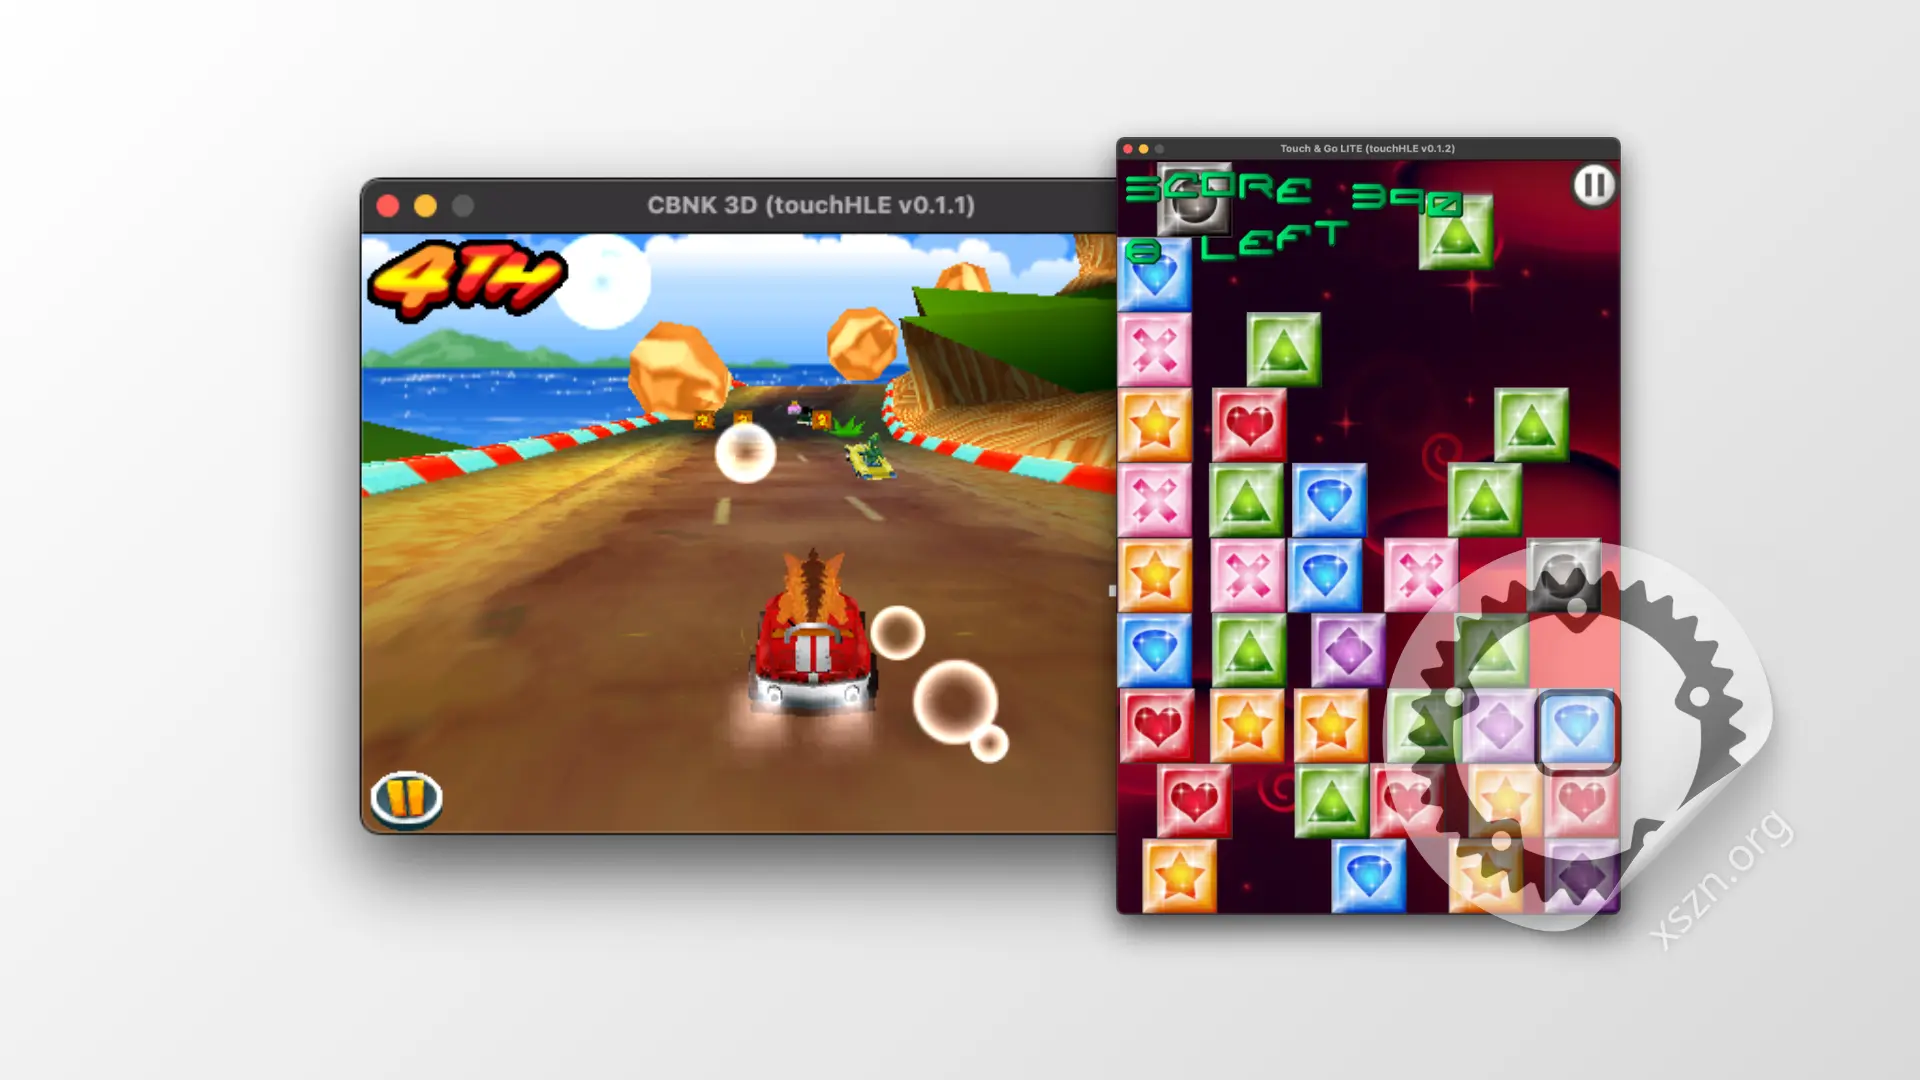 CBNK 3D (touchHLE v0.1.1)
4TH
Touch & Go LITE (touchHLE v0.1.2)
SCORE 390
8 LEFT
xszn.org